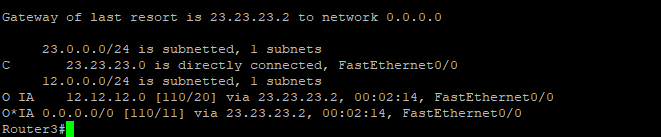 Gateway of last resort is 23.23.23.2 to network 0.0.0.0
23.0.0.0/24 is subnetted, 1 subnets
C 23.23.23.0 is directly connected, FastEthernet0/0
12.0.0.0/24 is subnetted, 1 subnets
O IA 12.12.12.0 [110/20] via 23.23.23.2, 00:02:14, FastEthernet0/0
O*IA 0.0.0.0/0 [110/11] via 23.23.23.2, 00:02:14, FastEthernet0/0
Router3#